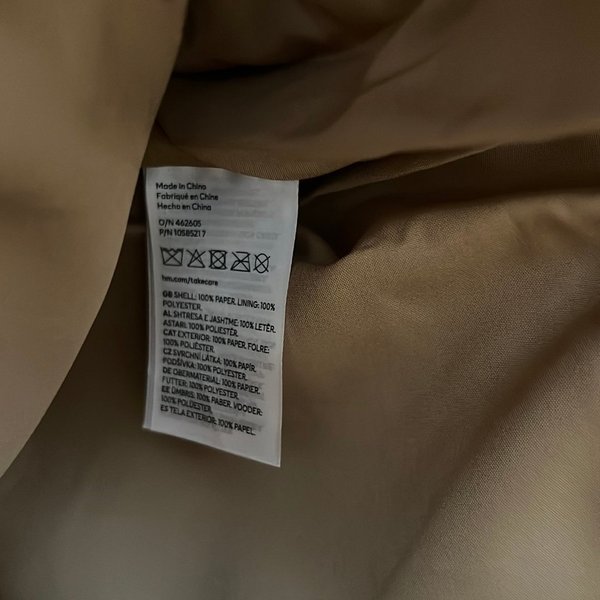 Made in China
Fabriqué en Chine
Hecho en China
O/N 462605
P/N 10585217
hm.com/takecare
GB SHELL: 100% PAPER. LINING: 100%
POLYESTER.
AL SHTRESA E JASHTME: 100% LETËR.
ASTARI: 100% POLIESTËR.
CAT EXTERIOR: 100% PAPER. FOLRE:
100% POLIÈSTER.
CZ SVRCHNÍ LÁTKA: 100% PAPÍR.
PODŠÍVKA: 100% POLYESTER.
DE OBERMATERIAL: 100% PAPIER.
FUTTER: 100% POLYESTER.
EE ÜMBRIS: 100% PABER. VOODER:
100% POLÜESTER.
ES TELA EXTERIOR: 100% PAPEL.